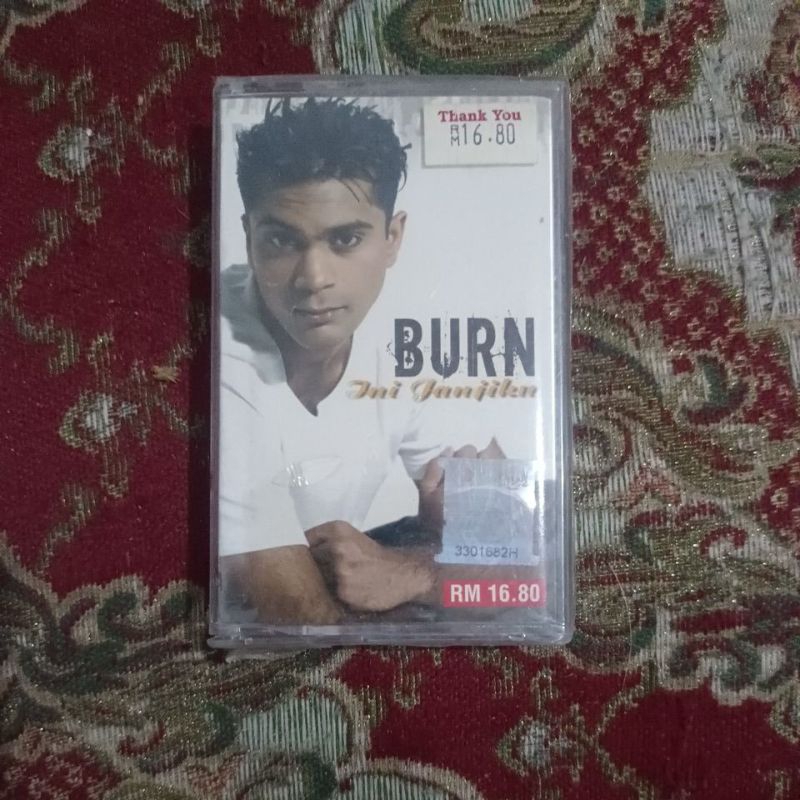 Thank You
RM16.80
BURN
Ini Janjiku
3301682H
RM 16.80